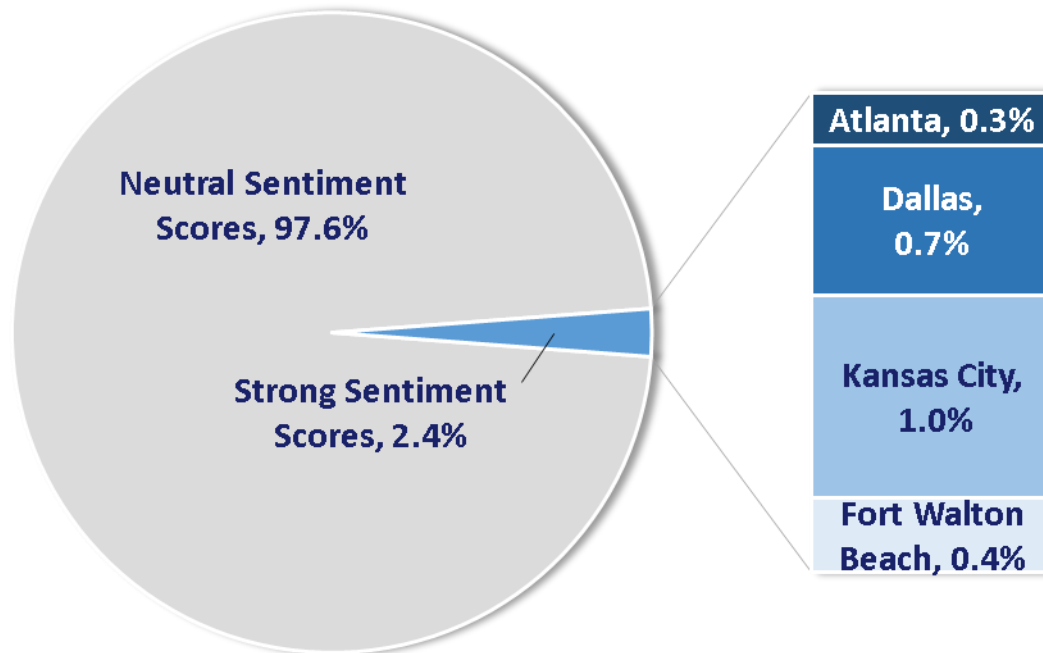 Neutral Sentiment
Scores, 97.6%
Strong Sentiment
Scores, 2.4%
Atlanta, 0.3%
Dallas,
0.7%
Kansas City,
1.0%
Fort Walton
Beach, 0.4%